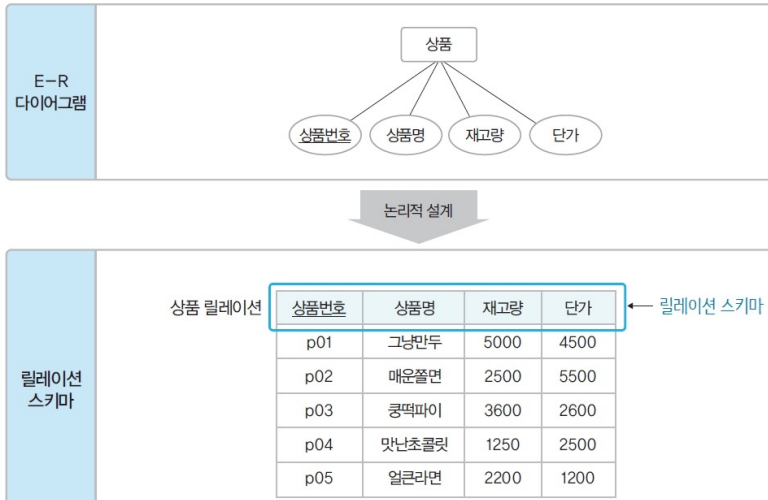 E-R
다이어그램
상품
상품번호 상품명 재고량 단가
논리적 설계
릴레이션
스키마
상품 릴레이션
상품번호 상품명 재고량 단가
릴레이션 스키마
p01 그냥만두 5000 4500
p02 매운쫄면 2500 5500
p03 쿵떡파이 3600 2600
p04 맛난초콜릿 1250 2500
p05 얼큰라면 2200 1200